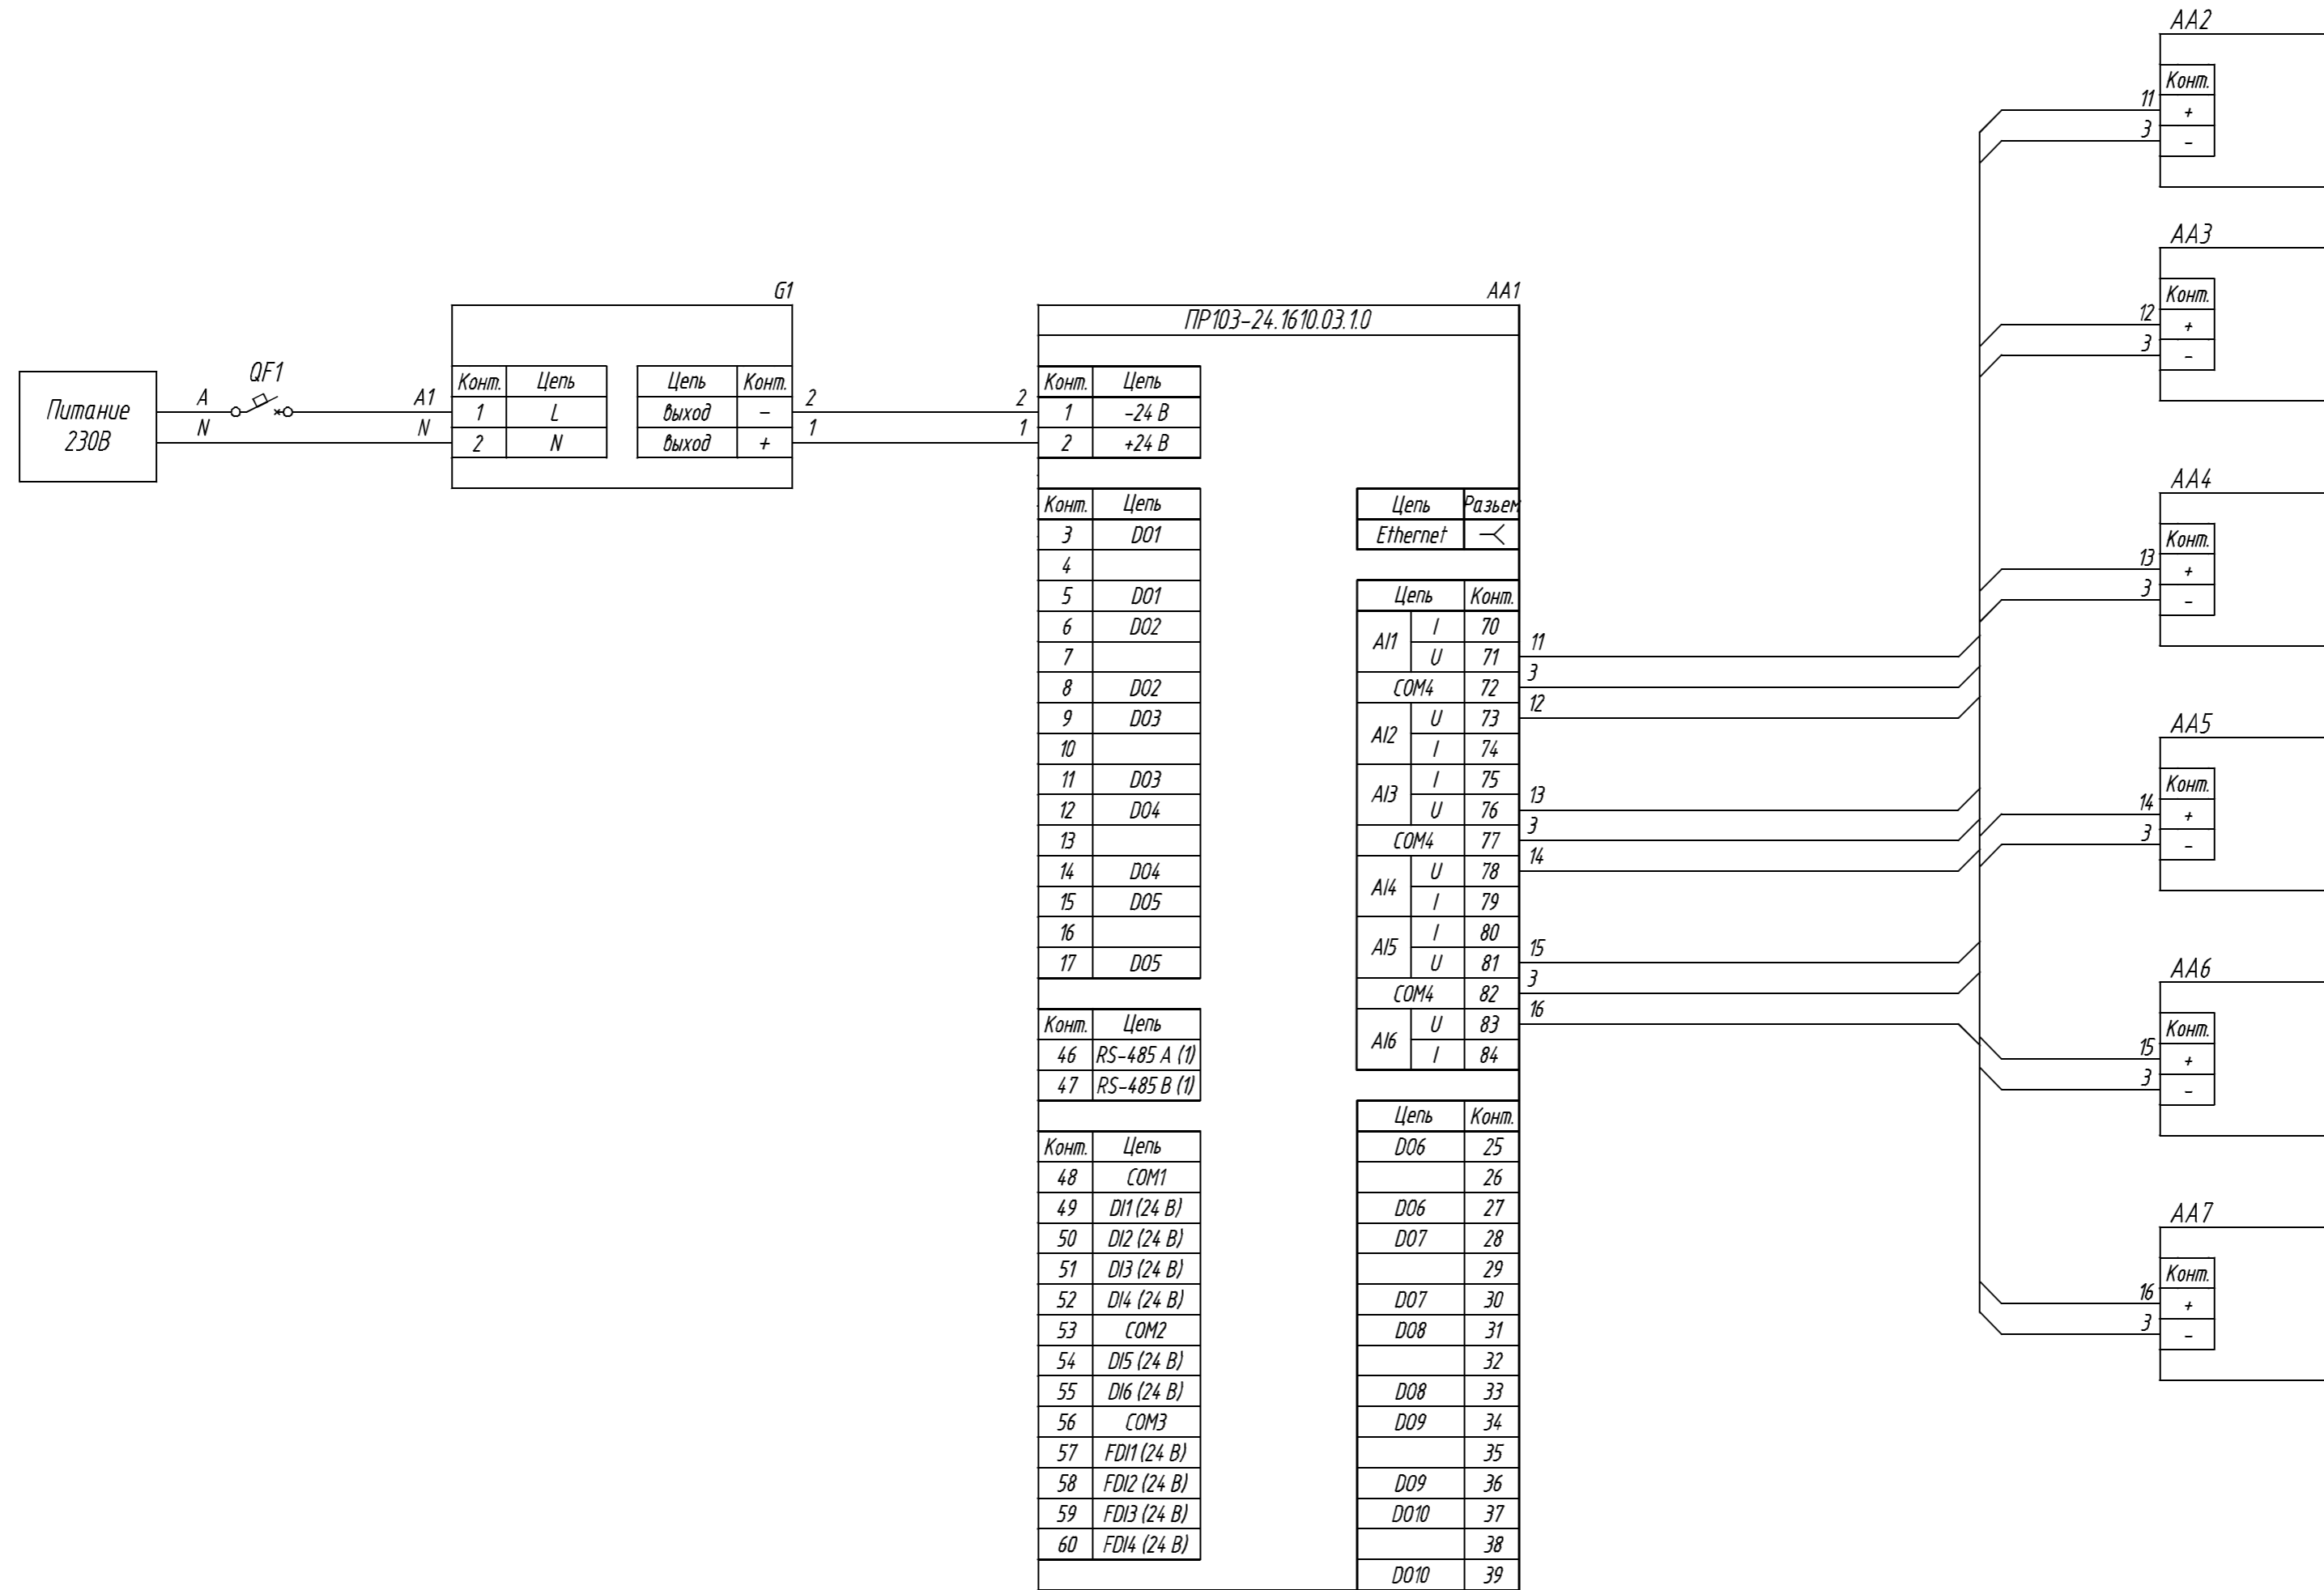 AA2
Конт.
11 +
3 -
AA3
Конт.
12 +
3 -
AA4
Конт.
13 +
3 -
AA5
Конт.
14 +
3 -
AA6
Конт.
15 +
3 -
AA7
Конт.
16 +
3 -
Питание
230В
QF1
A A1
N N
G1
Конт. Цепь Цепь Конт.
1 L выход - 2
2 N выход + 1
AA1
ПР103-24.1610.03.1.0
Конт. Цепь
2 1 -24 В
1 2 +24 В
Конт. Цепь
3 DO1
4
5 DO1
6 DO2
7
8 DO2
9 DO3
10
11 DO3
12 DO4
13
14 DO4
15 DO5
16
17 DO5
Конт. Цепь
46 RS-485 A (1)
47 RS-485 B (1)
Конт. Цепь
48 COM1
49 DI1 (24 В)
50 DI2 (24 В)
51 DI3 (24 В)
52 DI4 (24 В)
53 COM2
54 DI5 (24 В)
55 DI6 (24 В)
56 COM3
57 FDI1 (24 В)
58 FDI2 (24 В)
59 FDI3 (24 В)
60 FDI4 (24 В)
Цепь Разьем
Ethernet
Цепь Конт.
AI1 I 70
U 71 11
COM4 72 3
AI2 U 73 12
I 74
AI3 I 75
U 76 13
COM4 77 3
AI4 U 78 14
I 79
AI5 I 80
U 81 15
COM4 82 3
AI6 U 83 16
I 84
Цепь Конт.
DO6 25
26
DO6 27
DO7 28
29
DO7 30
DO8 31
32
DO8 33
DO9 34
35
DO9 36
DO10 37
38
DO10 39